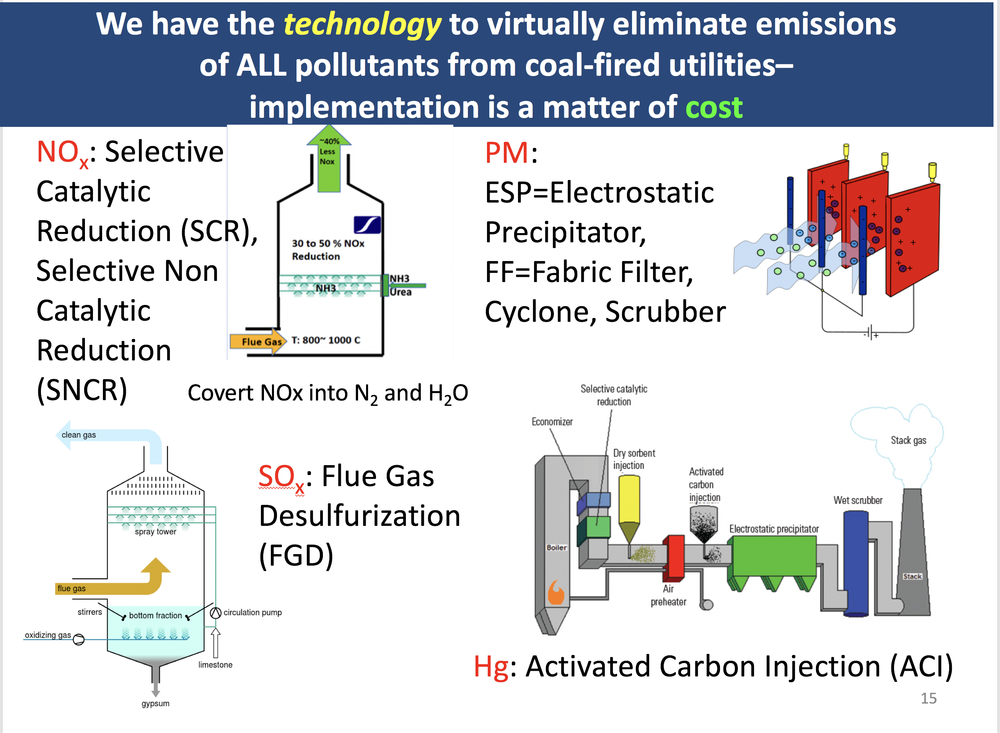 We have the technology to virtually eliminate emissions
of ALL pollutants from coal-fired utilities–
implementation is a matter of cost
NOx: Selective
Catalytic
Reduction (SCR),
Selective Non
Catalytic
Reduction
(SNCR)
~40%
Less
Nox
30 to 50 % NOx
Reduction
NH3
NH3
Urea
Flue Gas
T: 800~ 1000 C
Covert NOx into N2 and H2O
PM:
ESP=Electrostatic
Precipitator,
FF=Fabric Filter,
Cyclone, Scrubber
clean gas
spray tower
flue gas
stirrers
bottom fraction
circulation pump
oxidizing gas
limestone
gypsum
SOx: Flue Gas
Desulfurization
(FGD)
Selective catalytic
reduction
Economizer
Dry sorbent
injection
Activated
carbon
injection
Stack gas
Wet scrubber
Electrostatic precipitator
Boiler
Stack
Air
preheater
Hg: Activated Carbon Injection (ACI)
15